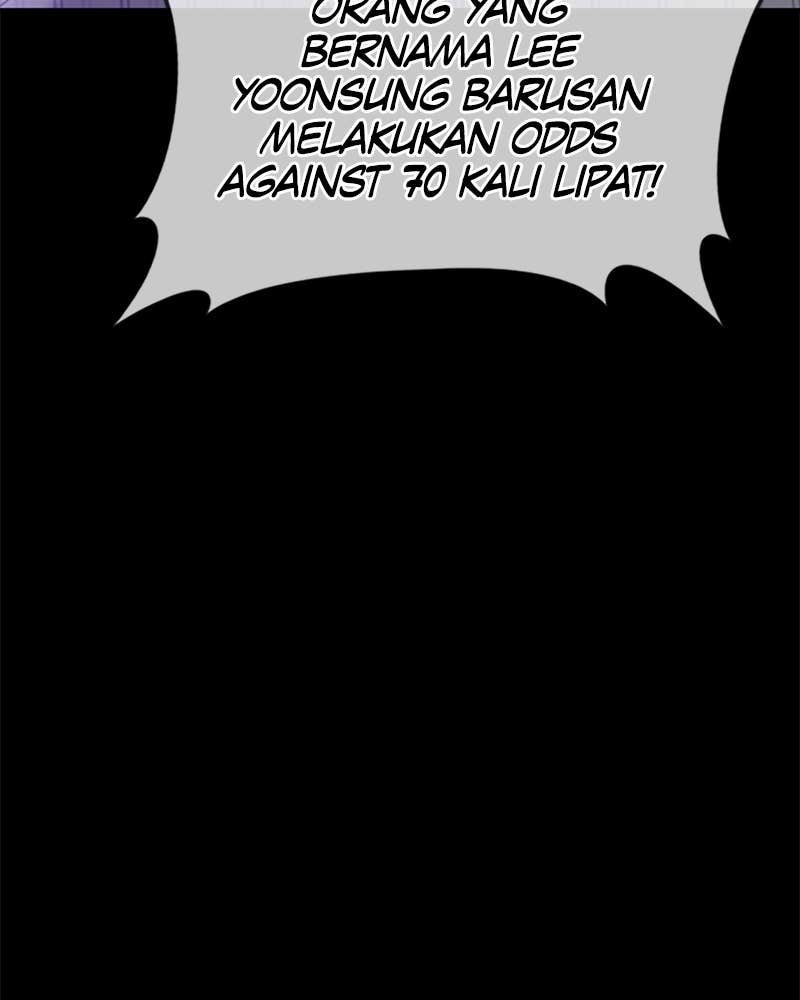 ORANG YANG
BERNAMA LEE
YOONSUNG BARUSAN
MELAKUKAN ODDS
AGAINST 70 KALI LIPAT!